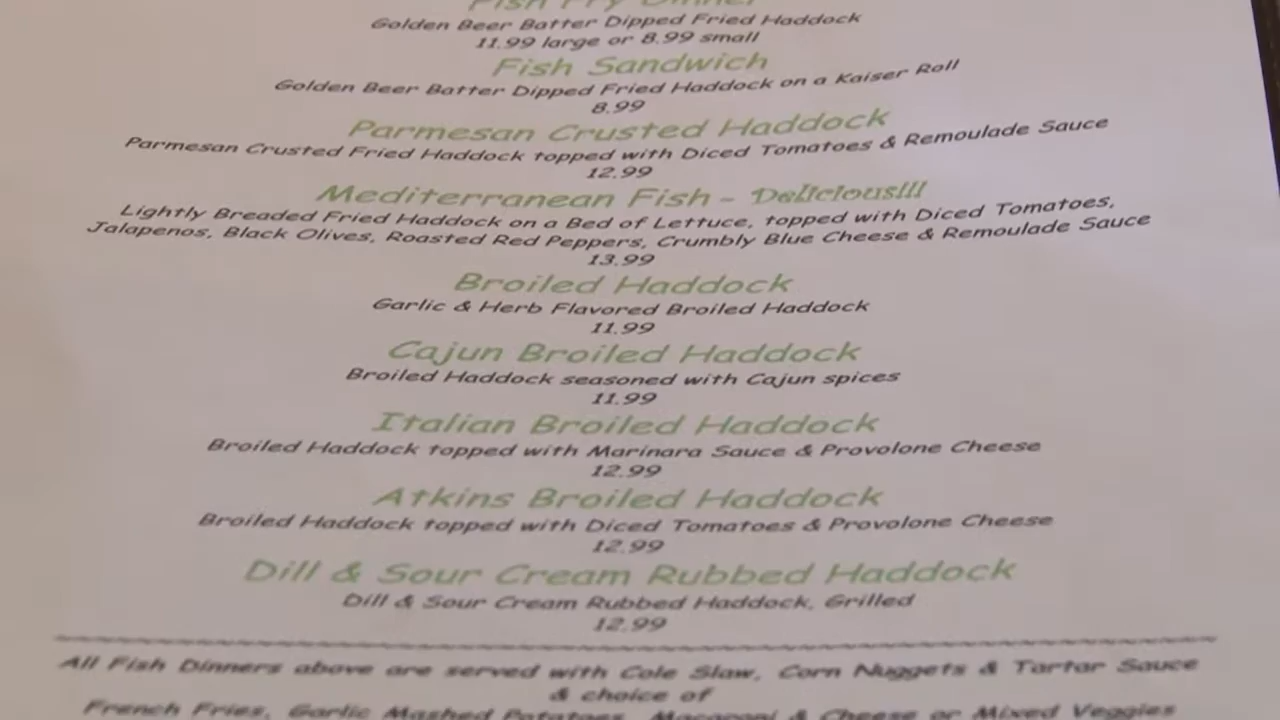 Fish Fry Dinner
Golden Beer Batter Dipped Fried Haddock
11.99 large or 8.99 small
Fish Sandwich
Golden Beer Batter Dipped Fried Haddock on a Kaiser Roll
8.99
Parmesan Crusted Haddock
Parmesan Crusted Fried Haddock topped with Diced Tomatoes & Remoulade Sauce
12.99
Mediterranean Fish - Delicious!!!
Lightly Breaded Fried Haddock on a Bed of Lettuce, topped with Diced Tomatoes,
Jalapenos, Black Olives, Roasted Red Peppers, Crumbly Blue Cheese & Remoulade Sauce
13.99
Broiled Haddock
Garlic & Herb Flavored Broiled Haddock
11.99
Cajun Broiled Haddock
Broiled Haddock seasoned with Cajun spices
11.99
Italian Broiled Haddock
Broiled Haddock topped with Marinara Sauce & Provolone Cheese
12.99
Atkins Broiled Haddock
Broiled Haddock topped with Diced Tomatoes & Provolone Cheese
12.99
Dill & Sour Cream Rubbed Haddock
Dill & Sour Cream Rubbed Haddock, Grilled
12.99
All Fish Dinners above are served with Cole Slaw, Corn Nuggets & Tartar Sauce
& choice of
French Fries, Garlic Mashed Potatoes, Macaroni & Cheese or Mixed Veggies